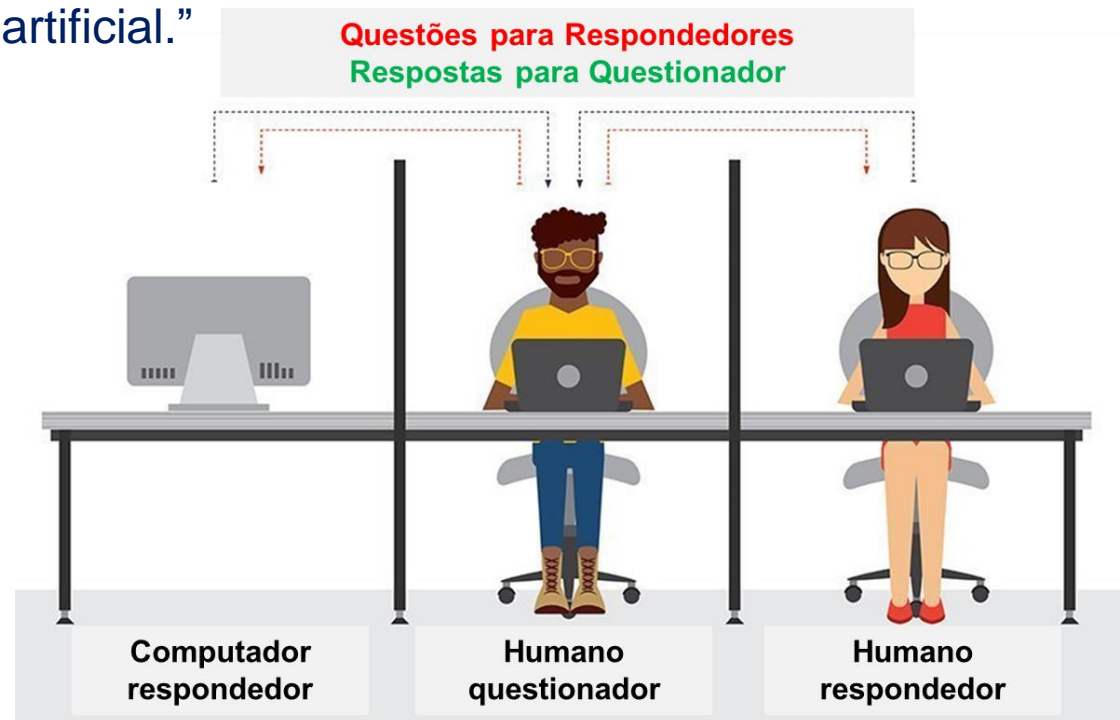 artificial.”
Questões para Respondedores
Respostas para Questionador
Computador
respondedor
Humano
questionador
Humano
respondedor